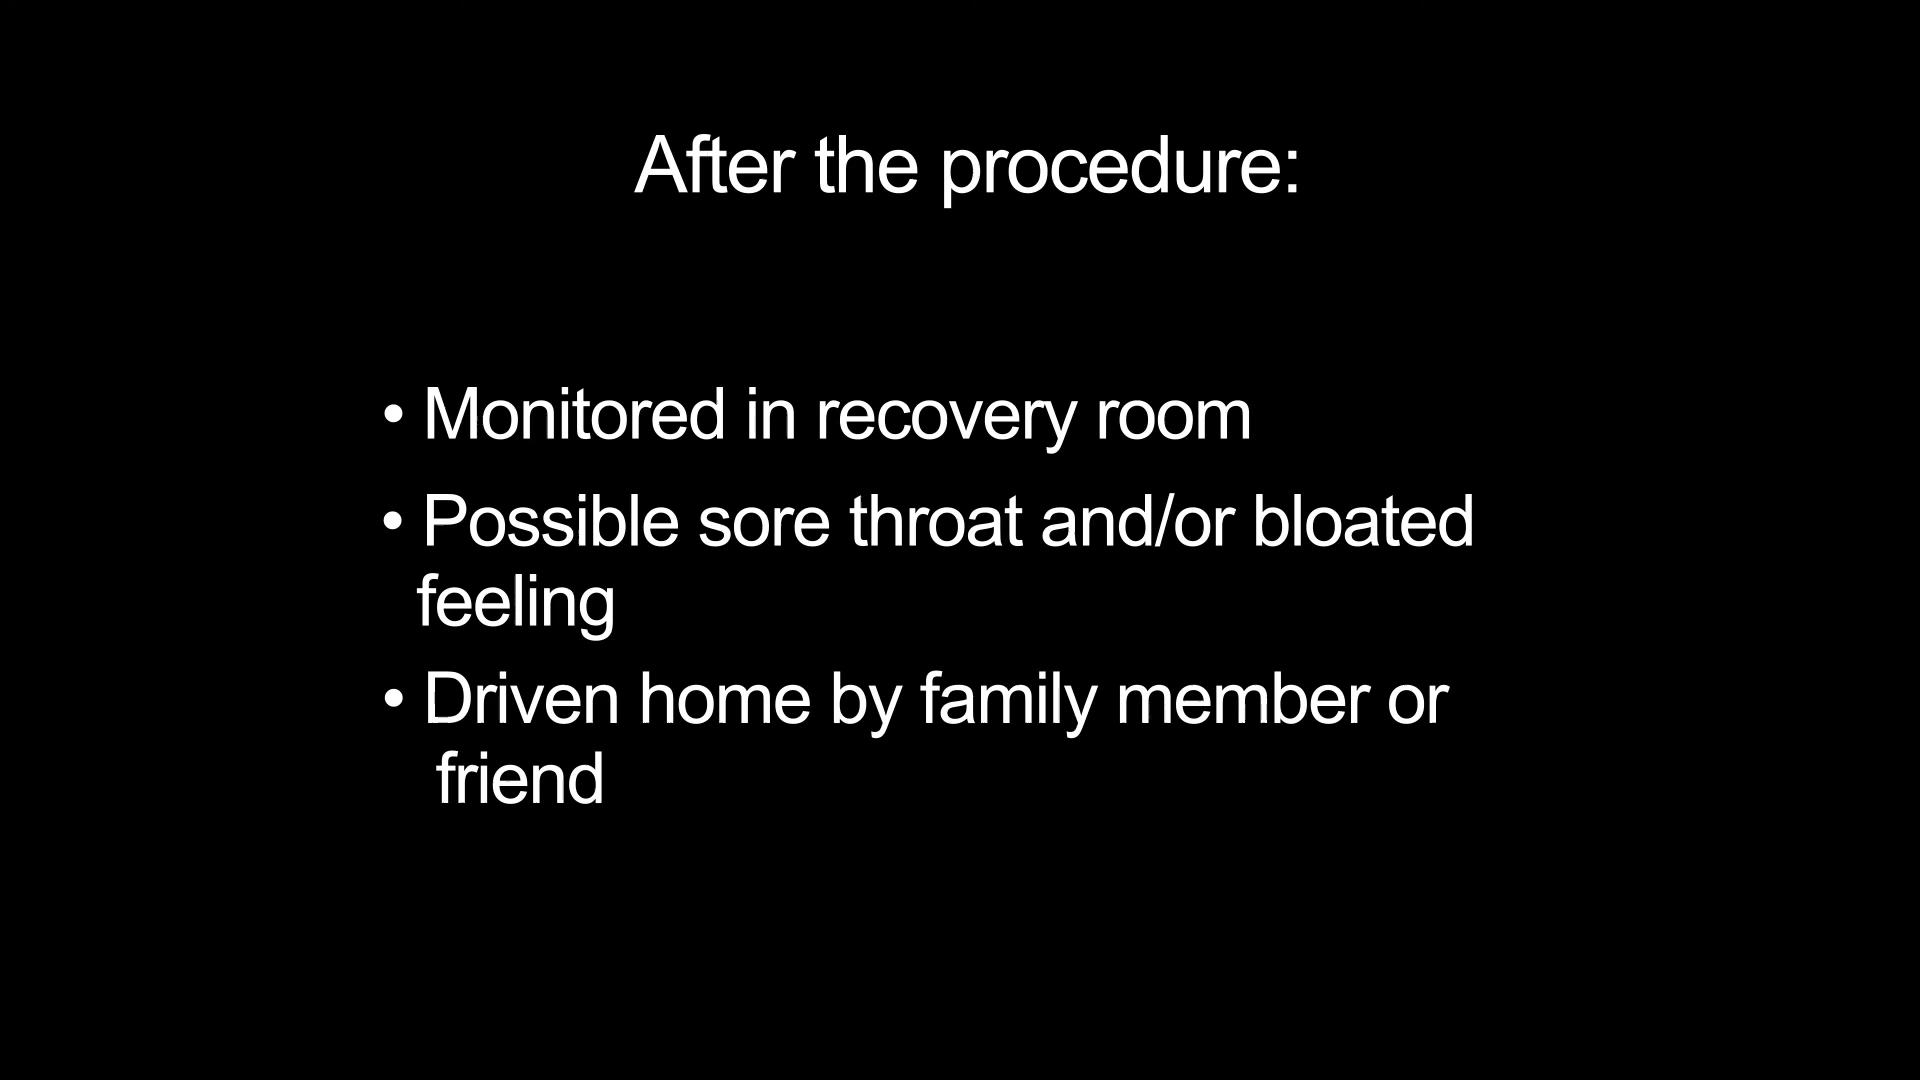 After the procedure:
• Monitored in recovery room
• Possible sore throat and/or bloated
feeling
• Driven home by family member or
friend